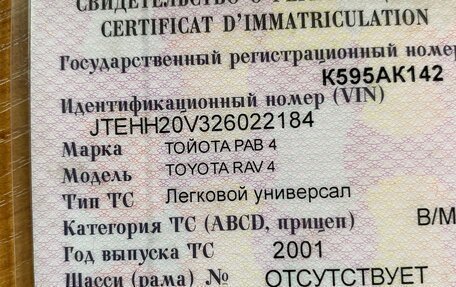 СВИДЕТЕЛЬСТВО О
CERTIFICAT D'IMMATRICULATION
Государственный регистрационный номер
К595АК142
Идентификационный номер (VIN)
JTEHH20V326022184
Марка ТОЙОТА РАВ 4
Модель TOYOTA RAV 4
Тип ТС Легковой универсал
Категория ТС (ABCD, прицеп) B/M
Год выпуска ТС 2001
Шасси (рама) № ОТСУТСТВУЕТ